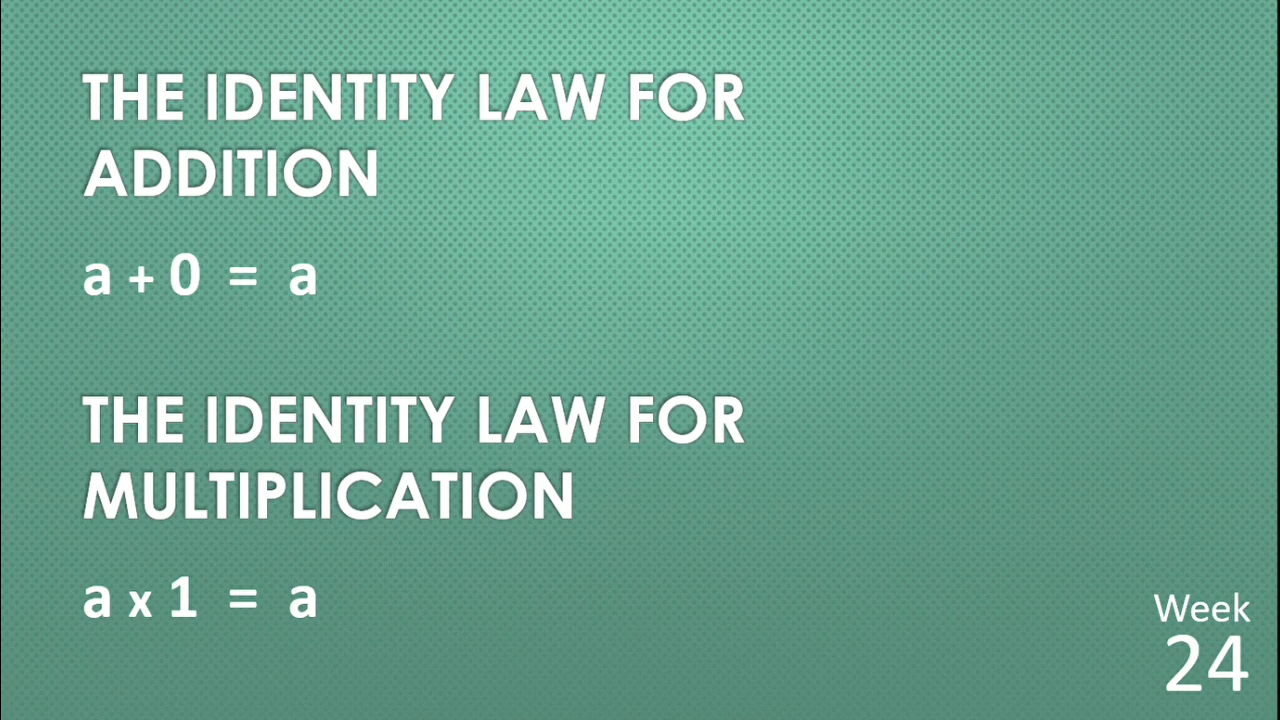 THE IDENTITY LAW FOR
ADDITION
a + 0 = a
THE IDENTITY LAW FOR
MULTIPLICATION
a x 1 = a
Week
24